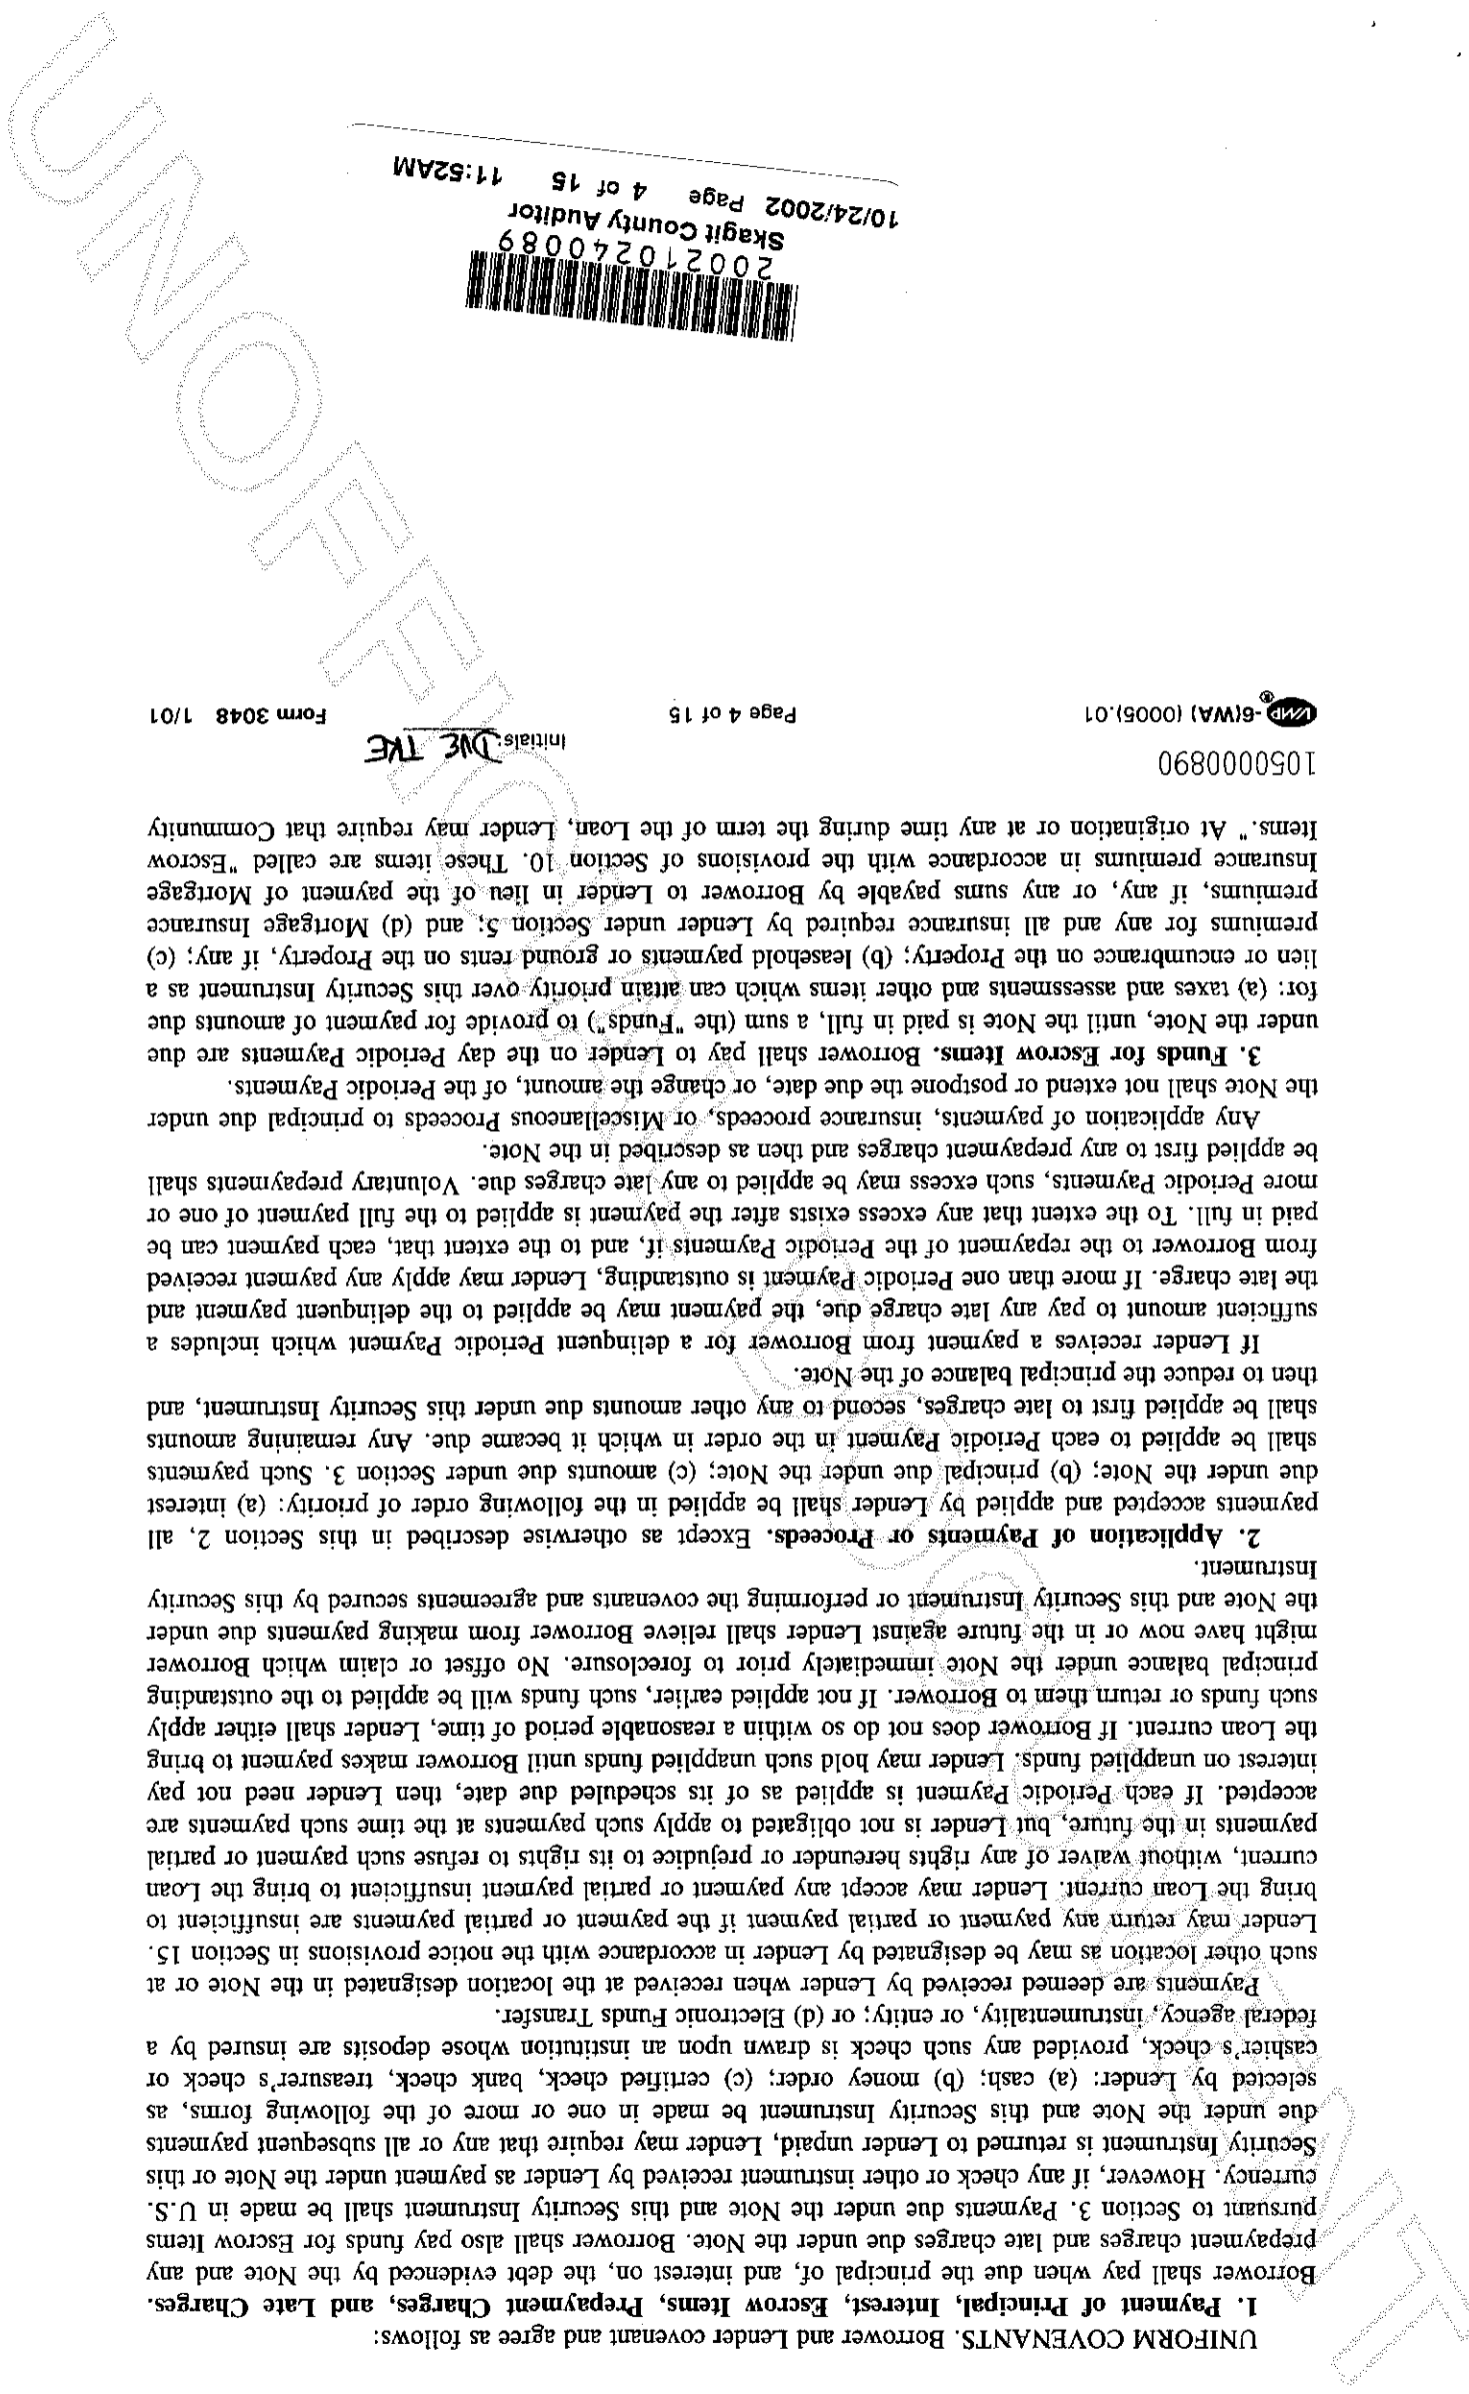 UNIFORM COVENANTS. Borrower and Lender covenant and agree as follows:
1. Payment of Principal, Interest, Escrow Items, Prepayment Charges, and Late Charges.
Borrower shall pay when due the principal of, and interest on, the debt evidenced by the Note and any
prepayment charges and late charges due under the Note. Borrower shall also pay funds for Escrow Items
pursuant to Section 3. Payments due under the Note and this Security Instrument shall be made in U.S.
currency. However, if any check or other instrument received by Lender as payment under the Note or this
Security Instrument is returned to Lender unpaid, Lender may require that any or all subsequent payments
due under the Note and this Security Instrument be made in one or more of the following forms, as
selected by Lender: (a) cash; (b) money order; (c) certified check, bank check, treasurer's check or
cashier's check, provided any such check is drawn upon an institution whose deposits are insured by a
federal agency, instrumentality, or entity; or (d) Electronic Funds Transfer.
Payments are deemed received by Lender when received at the location designated in the Note or at
such other location as may be designated by Lender in accordance with the notice provisions in Section 15.
Lender may return any payment or partial payment if the payment or partial payments are insufficient to
bring the Loan current. Lender may accept any payment or partial payment insufficient to bring the Loan
current, without waiver of any rights hereunder or prejudice to its rights to refuse such payment or partial
payments in the future, but Lender is not obligated to apply such payments at the time such payments are
accepted. If each Periodic Payment is applied as of its scheduled due date, then Lender need not pay
interest on unapplied funds. Lender may hold such unapplied funds until Borrower makes payment to bring
the Loan current. If Borrower does not do so within a reasonable period of time, Lender shall either apply
such funds or return them to Borrower. If not applied earlier, such funds will be applied to the outstanding
principal balance under the Note immediately prior to foreclosure. No offset or claim which Borrower
might have now or in the future against Lender shall relieve Borrower from making payments due under
the Note and this Security Instrument or performing the covenants and agreements secured by this Security
Instrument.
2. Application of Payments or Proceeds. Except as otherwise described in this Section 2, all
payments accepted and applied by Lender shall be applied in the following order of priority: (a) interest
due under the Note; (b) principal due under the Note; (c) amounts due under Section 3. Such payments
shall be applied to each Periodic Payment in the order in which it became due. Any remaining amounts
shall be applied first to late charges, second to any other amounts due under this Security Instrument, and
then to reduce the principal balance of the Note.
If Lender receives a payment from Borrower for a delinquent Periodic Payment which includes a
sufficient amount to pay any late charge due, the payment may be applied to the delinquent payment and
the late charge. If more than one Periodic Payment is outstanding, Lender may apply any payment received
from Borrower to the repayment of the Periodic Payments if, and to the extent that, each payment can be
paid in full. To the extent that any excess exists after the payment is applied to the full payment of one or
more Periodic Payments, such excess may be applied to any late charges due. Voluntary prepayments shall
be applied first to any prepayment charges and then as described in the Note.
Any application of payments, insurance proceeds, or Miscellaneous Proceeds to principal due under
the Note shall not extend or postpone the due date, or change the amount, of the Periodic Payments.
3. Funds for Escrow Items. Borrower shall pay to Lender on the day Periodic Payments are due
under the Note, until the Note is paid in full, a sum (the "Funds") to provide for payment of amounts due
for: (a) taxes and assessments and other items which can attain priority over this Security Instrument as a
lien or encumbrance on the Property; (b) leasehold payments or ground rents on the Property, if any; (c)
premiums for any and all insurance required by Lender under Section 5; and (d) Mortgage Insurance
premiums, if any, or any sums payable by Borrower to Lender in lieu of the payment of Mortgage
Insurance premiums in accordance with the provisions of Section 10. These items are called "Escrow
Items." At origination or at any time during the term of the Loan, Lender may require that Community
1050000890
Initials: DVE TKE
VMP®-6(WA) (0005).01 Page 4 of 15 Form 3048 1/01
200210240089
Skagit County Auditor
10/24/2002 Page 4 of 15 11:52AM
UNOFFICIAL DOCUMENT